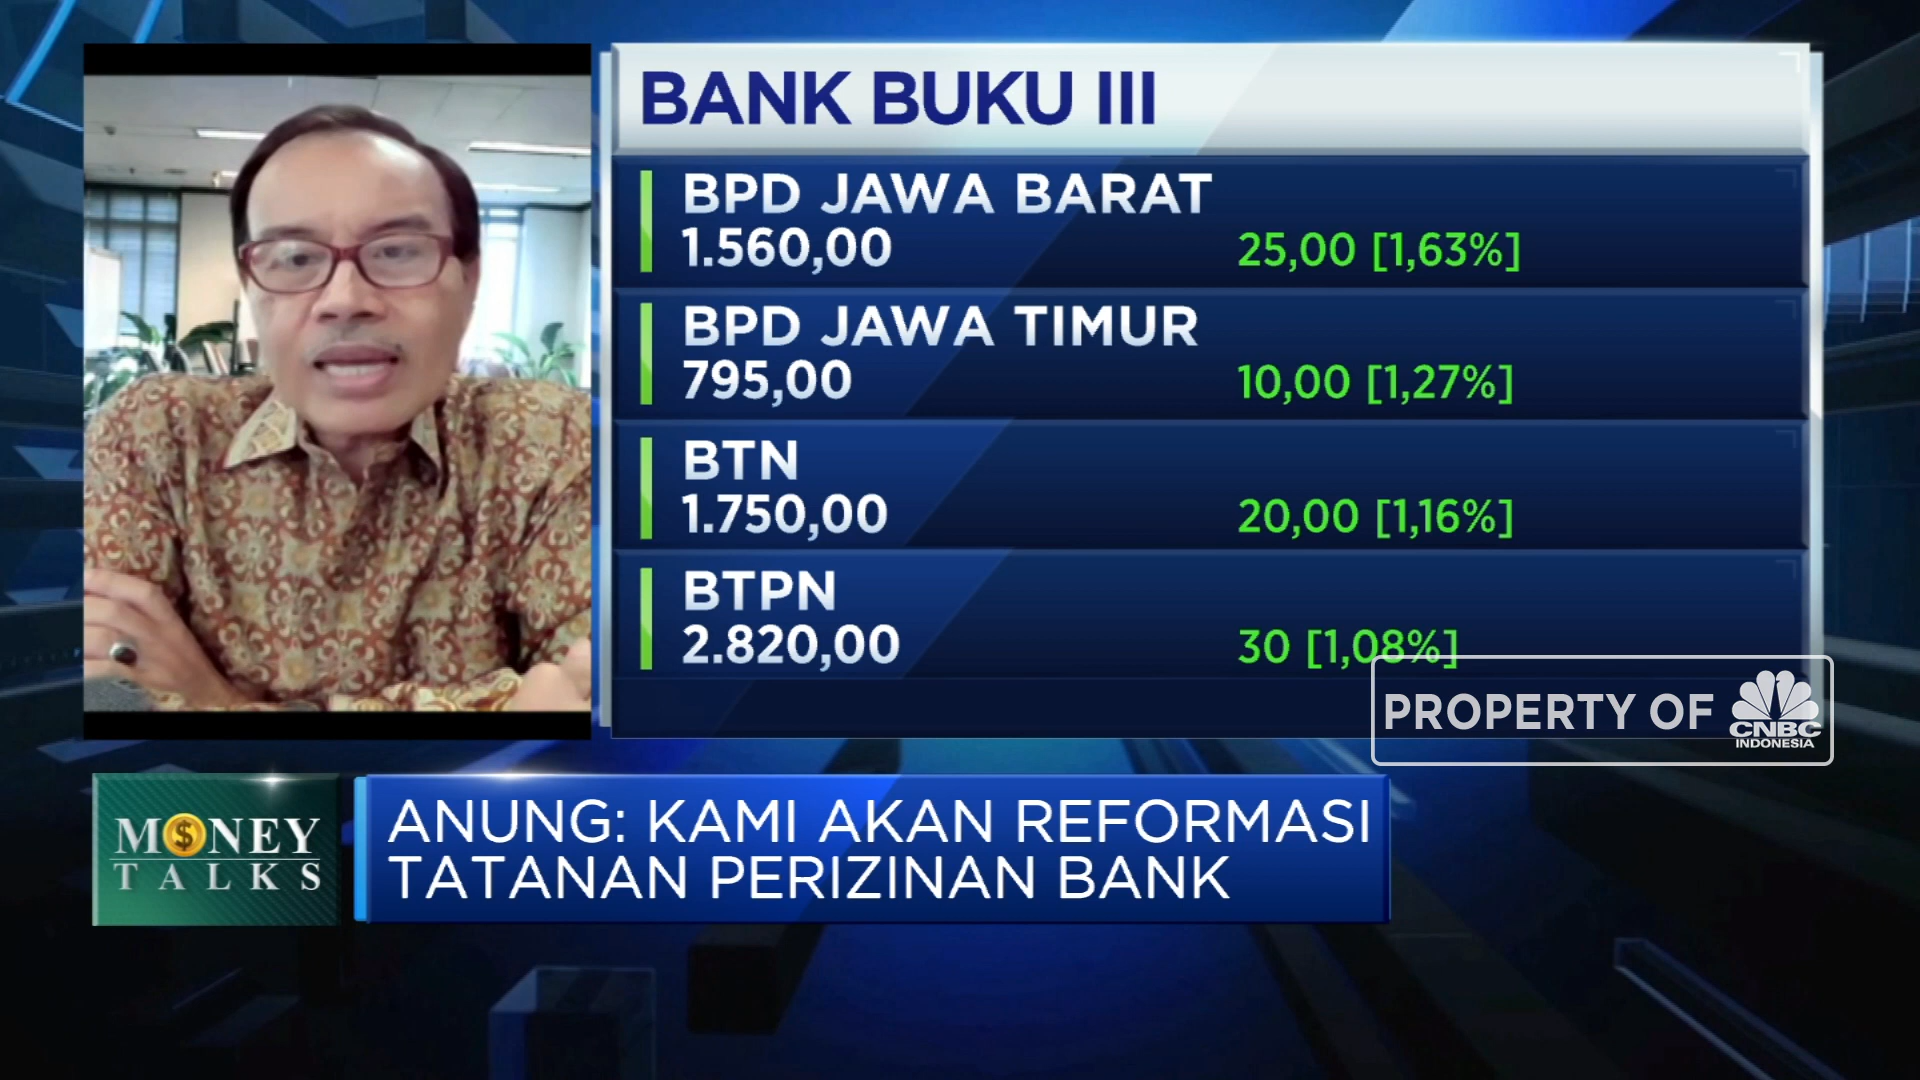 BANK BUKU III
BPD JAWA BARAT
1.560,00 25,00 [1,63%]
BPD JAWA TIMUR
795,00 10,00 [1,27%]
BTN
1.750,00 20,00 [1,16%]
BTPN
2.820,00 30 [1,08%]
PROPERTY OF CNBC INDONESIA
MONEY
TALKS
ANUNG: KAMI AKAN REFORMASI
TATANAN PERIZINAN BANK